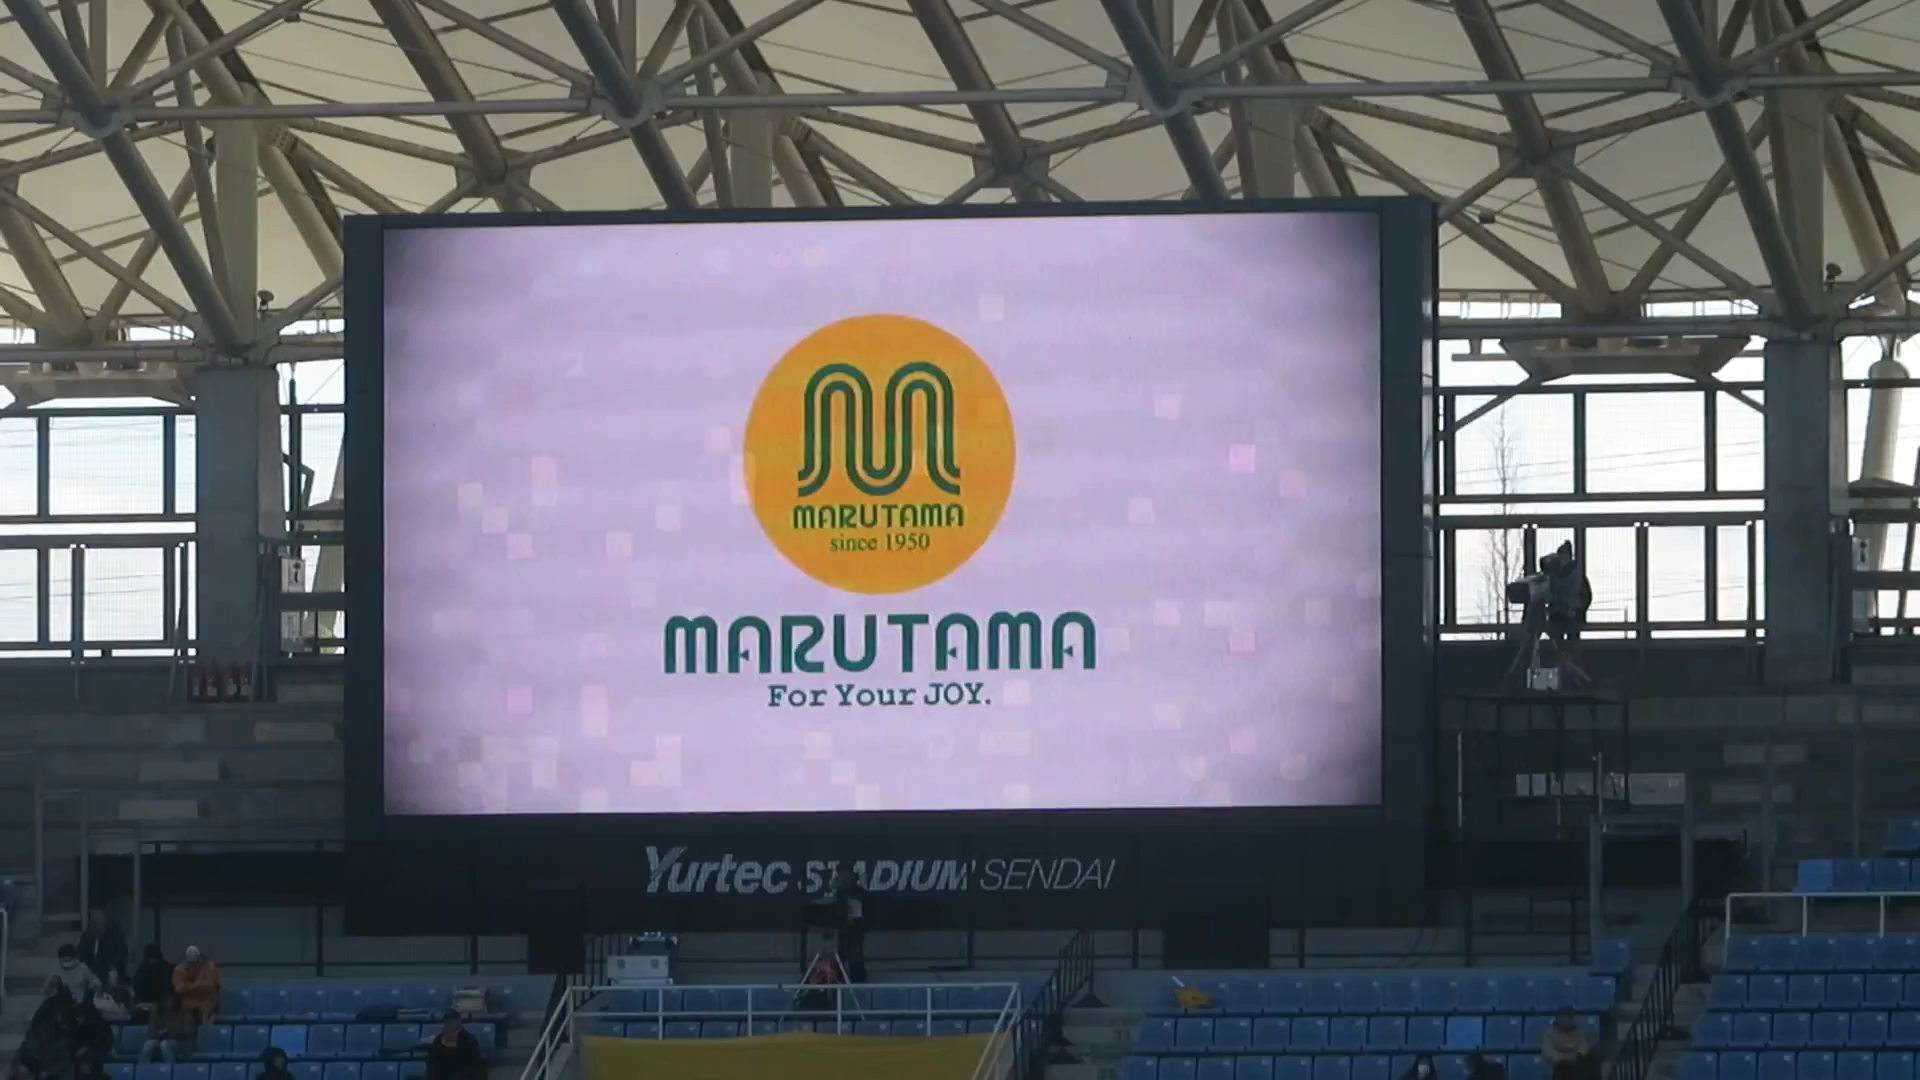 MARUTAMA
since 1950
MARUTAMA
For Your JOY.
Yurtec STADIUM SENDAI